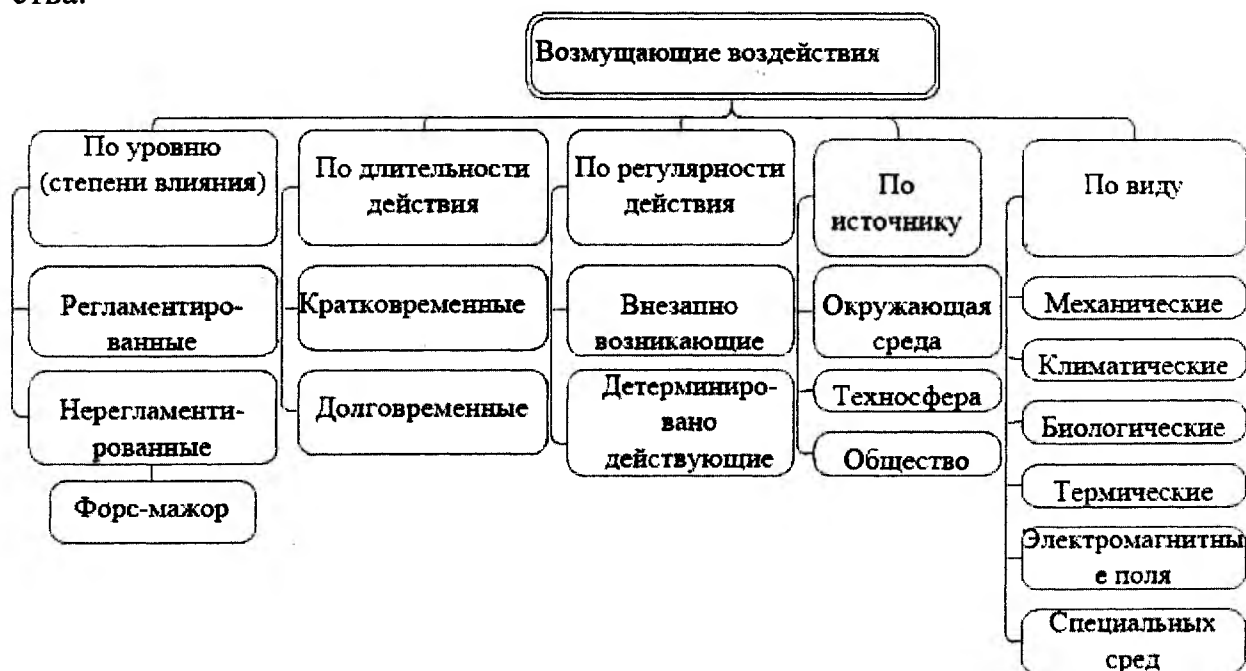 ства.
Возмущающие воздействия
По уровню
(степени влияния)
Регламентиро-
ванные
Нерегламенти-
рованные
Форс-мажор
По длительности
действия
Кратковременные
Долговременные
По регулярности
действия
Внезапно
возникающие
Детерминиро-
вано
действующие
По
источнику
Окружающая
среда
Техносфера
Общество
По виду
Механические
Климатические
Биологические
Термические
Электромагнитны
е поля
Специальных
сред